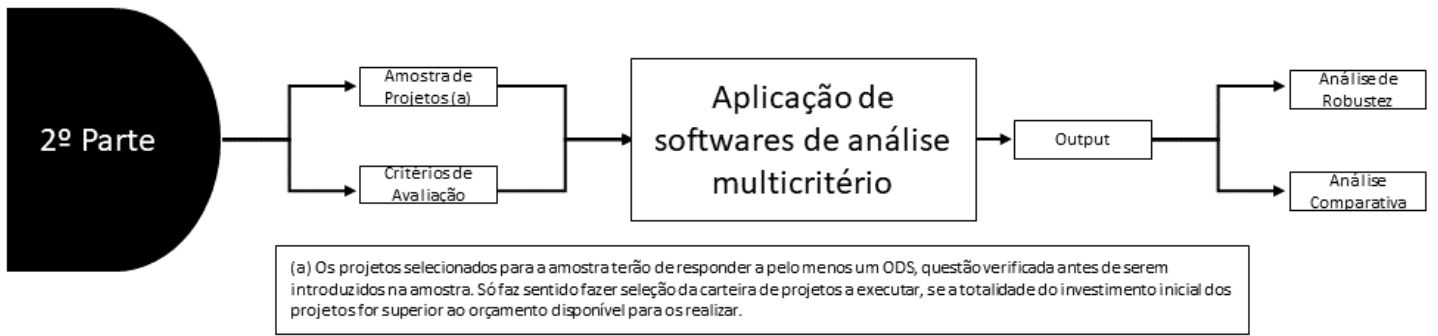 2º Parte
Amostra de
Projetos (a)
Critérios de
Avaliação
Aplicação de
softwares de análise
multicritério
Output
Análise de
Robustez
Análise
Comparativa
(a) Os projetos selecionados para a amostra terão de responder a pelo menos um ODS, questão verificada antes de serem
introduzidos na amostra. Só faz sentido fazer seleção da carteira de projetos a executar, se a totalidade do investimento inicial dos
projetos for superior ao orçamento disponível para os realizar.